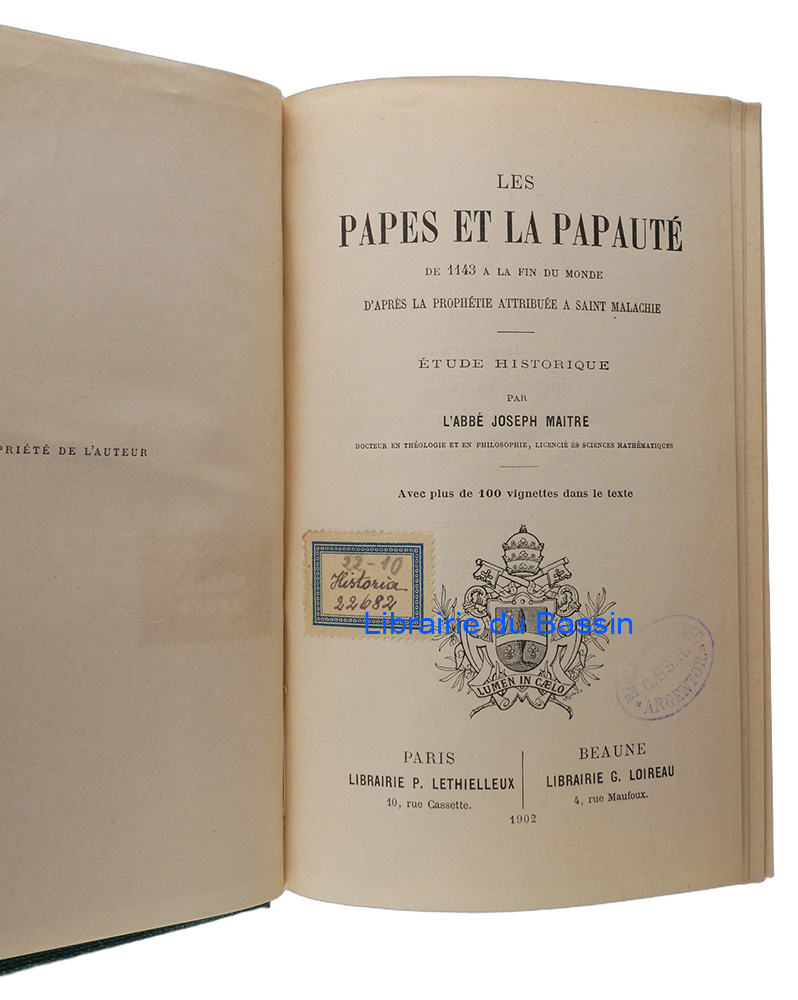 PRIÉTÉ DE L'AUTEUR
LES
PAPES ET LA PAPAUTÉ
DE 1143 A LA FIN DU MONDE
D'APRÈS LA PROPHÉTIE ATTRIBUÉE A SAINT MALACHIE
ÉTUDE HISTORIQUE
PAR
L'ABBÉ JOSEPH MAITRE
DOCTEUR EN THÉOLOGIE ET EN PHILOSOPHIE, LICENCIÉ ÈS SCIENCES MATHÉMATIQUES
Avec plus de 100 vignettes dans le texte
22-10
Historia
22682
Librairie du Bassin
LUMEN IN CÆLO
C.S.S.R.
ARGENTOR.
PARIS
LIBRAIRIE P. LETHIELLEUX
10, rue Cassette.
BEAUNE
LIBRAIRIE G. LOIREAU
4, rue Maufoux.
1902